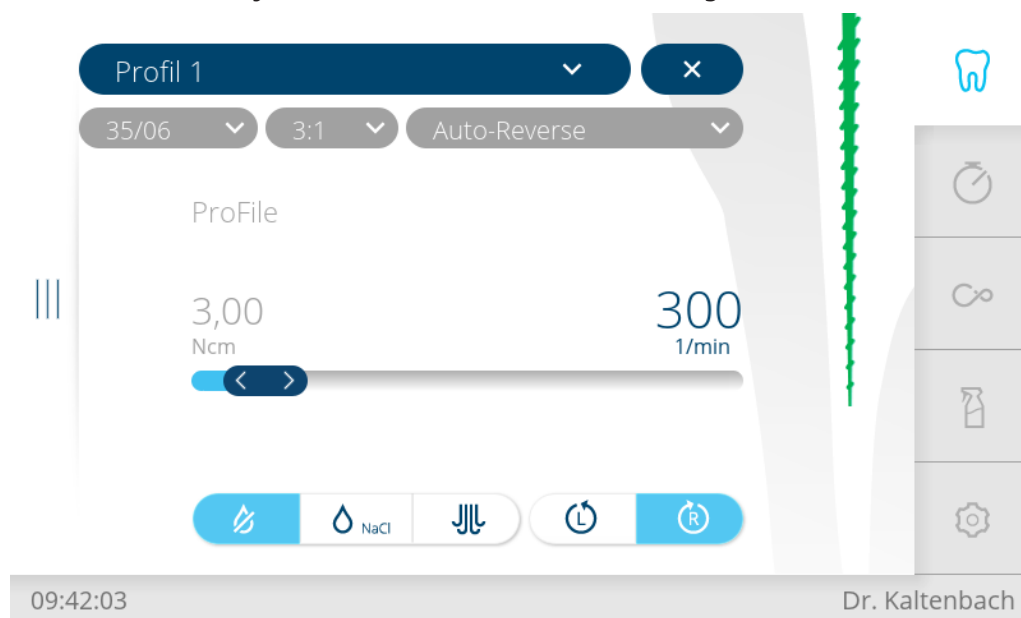 Profil 1
35/06 3:1 Auto-Reverse
ProFile
3,00 300
Ncm 1/min
NaCl L R
09:42:03 Dr. Kaltenbach